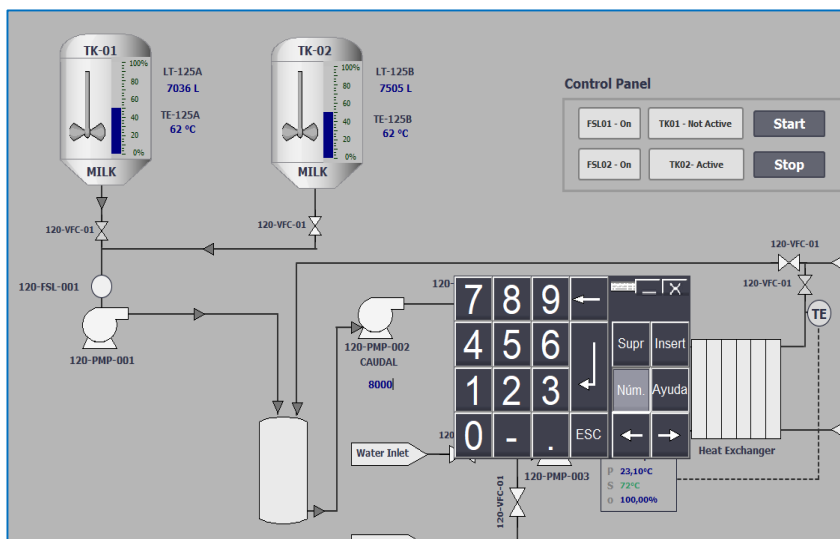 TK-01
100%
80
60
40
20
0%
MILK
LT-125A
7036 L
TE-125A
62 °C
TK-02
100%
80
60
40
20
0%
MILK
LT-125B
7505 L
TE-125B
62 °C
Control Panel
FSL01 - On
TK01 - Not Active
Start
FSL02 - On
TK02- Active
Stop
120-VFC-01
120-VFC-01
120-VFC-01
120-VFC-01
120-FSL-001
120-PMP-001
120-PMP-002
CAUDAL
8000
120-
7 8 9
4 5 6
1 2 3
0 - .
ESC
Supr Insert
Núm. Ayuda
TE
Heat Exchanger
Water Inlet
120
120-PMP-003
120-VFC-01
P 23,10°C
S 72°C
o 100,00%